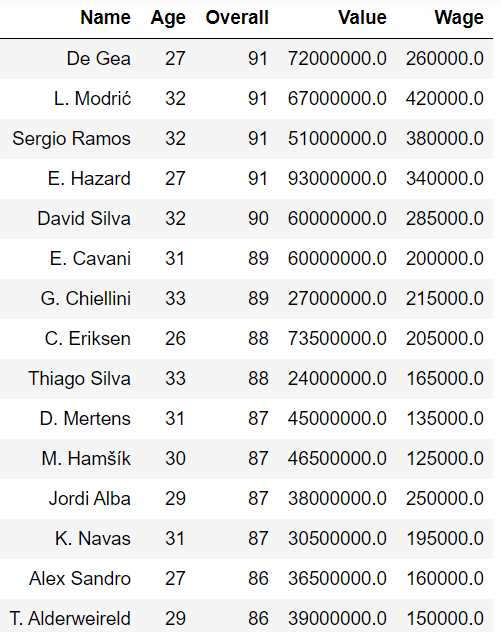 Name Age Overall Value Wage
De Gea 27 91 72000000.0 260000.0
L. Modrić 32 91 67000000.0 420000.0
Sergio Ramos 32 91 51000000.0 380000.0
E. Hazard 27 91 93000000.0 340000.0
David Silva 32 90 60000000.0 285000.0
E. Cavani 31 89 60000000.0 200000.0
G. Chiellini 33 89 27000000.0 215000.0
C. Eriksen 26 88 73500000.0 205000.0
Thiago Silva 33 88 24000000.0 165000.0
D. Mertens 31 87 45000000.0 135000.0
M. Hamšík 30 87 46500000.0 125000.0
Jordi Alba 29 87 38000000.0 250000.0
K. Navas 31 87 30500000.0 195000.0
Alex Sandro 27 86 36500000.0 160000.0
T. Alderweireld 29 86 39000000.0 150000.0